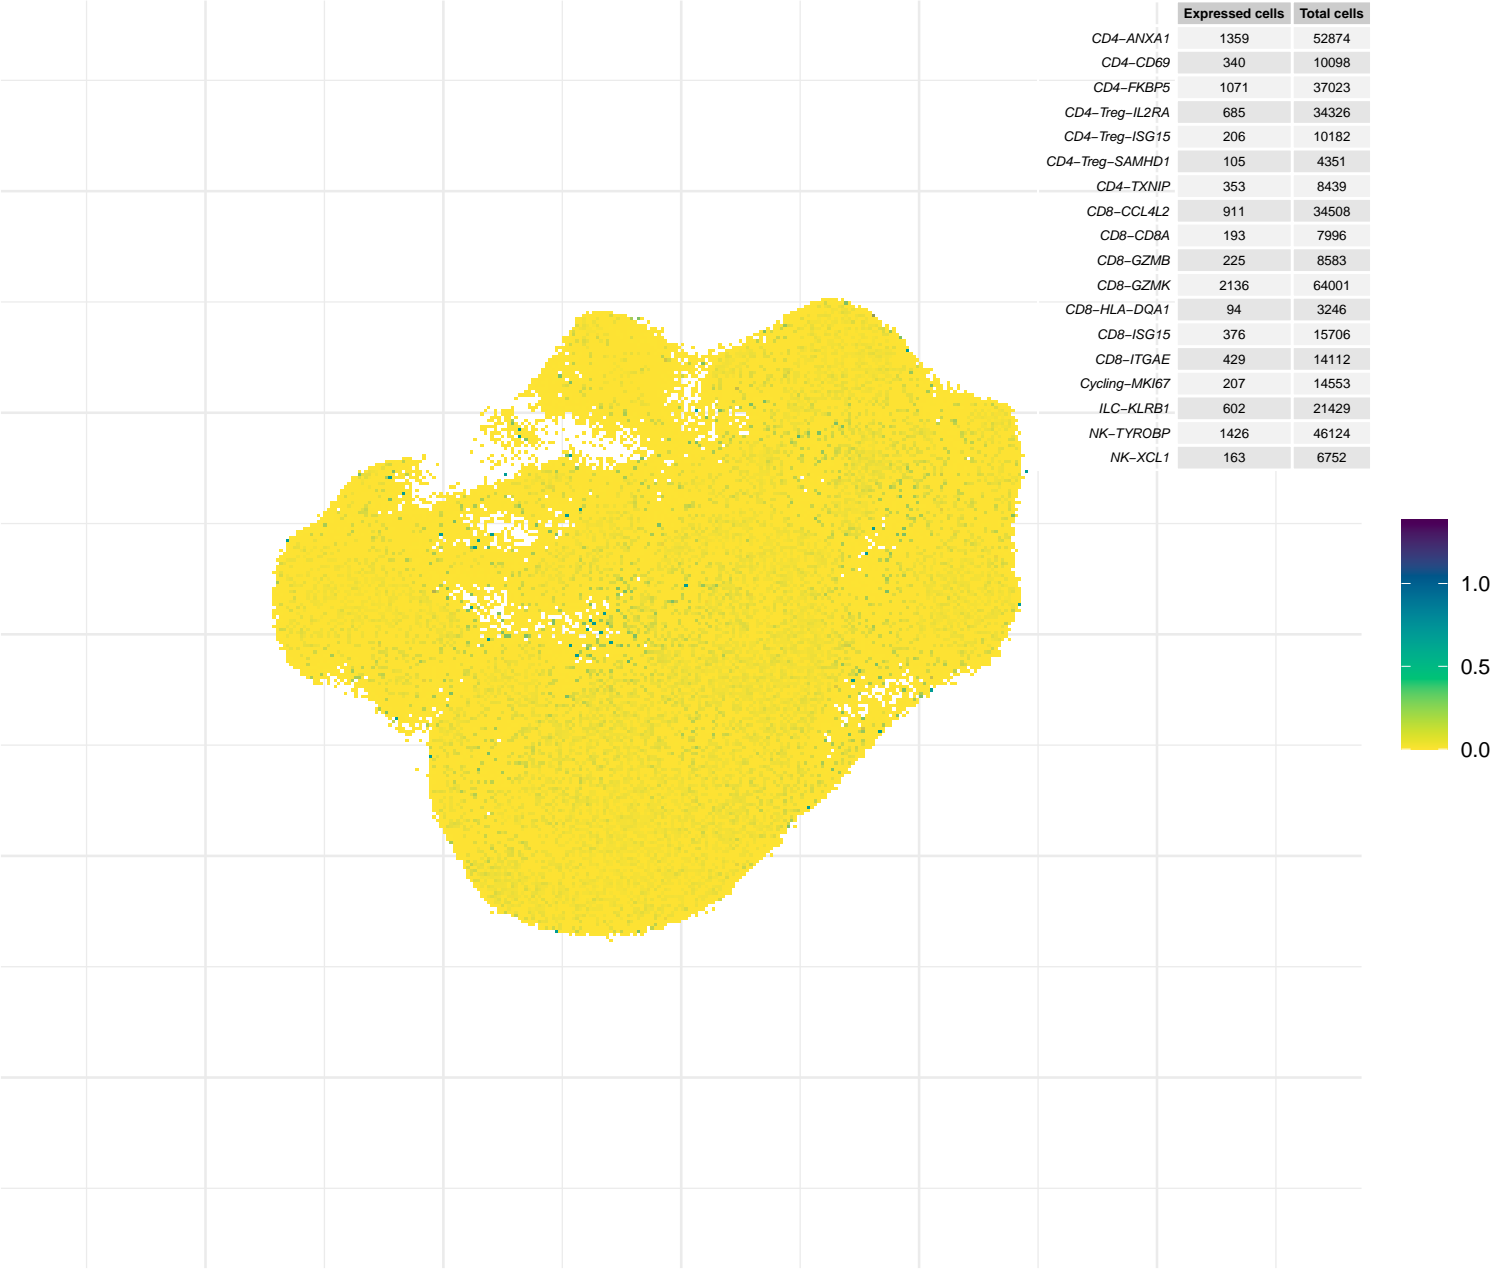 Expressed cells Total cells
CD4−ANXA1 1359 52874
CD4−CD69 340 10098
CD4−FKBP5 1071 37023
CD4−Treg−IL2RA 685 34326
CD4−Treg−ISG15 206 10182
CD4−Treg−SAMHD1 105 4351
CD4−TXNIP 353 8439
CD8−CCL4L2 911 34508
CD8−CD8A 193 7996
CD8−GZMB 225 8583
CD8−GZMK 2136 64001
CD8−HLA−DQA1 94 3246
CD8−ISG15 376 15706
CD8−ITGAE 429 14112
Cycling−MKI67 207 14553
ILC−KLRB1 602 21429
NK−TYROBP 1426 46124
NK−XCL1 163 6752
1.0
0.5
0.0